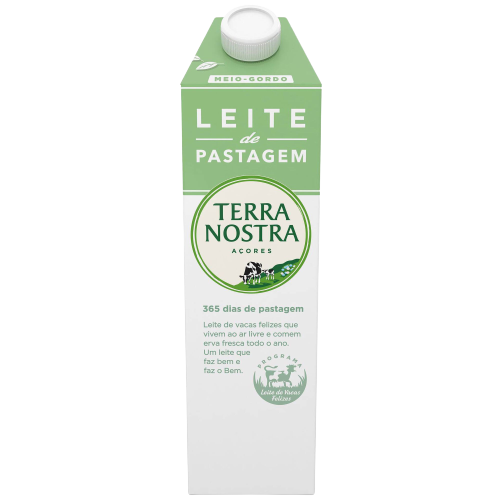 MEIO-GORDO
LEITE
de
PASTAGEM
TERRA
NOSTRA
AÇORES
365 dias de pastagem
Leite de vacas felizes que
vivem ao ar livre e comem
erva fresca todo o ano.
Um leite que
faz bem e
faz o Bem.
PROGRAMA
Leite de Vacas
Felizes